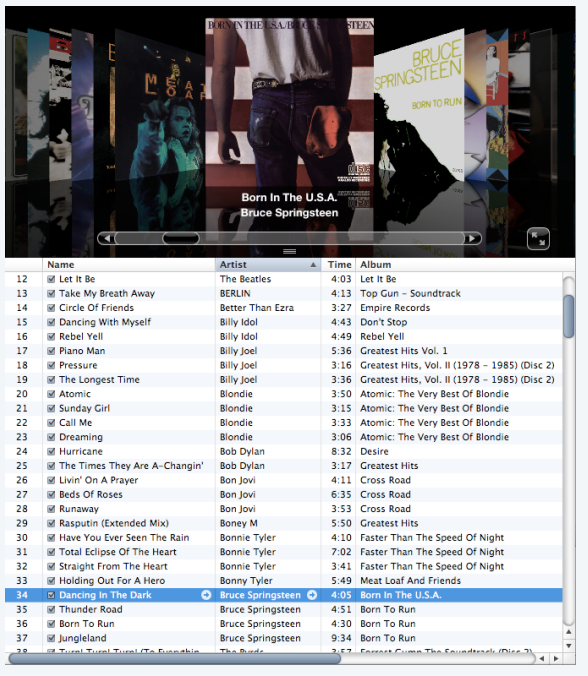 BORN IN THE U.S.A./BRUCE SPRINGSTEEN
MEAT
LOAF
BRUCE
SPRINGSTEEN
BORN TO RUN
Born In The U.S.A.
Bruce Springsteen
Name Artist Time Album
12 Let It Be The Beatles 4:03 Let It Be
13 Take My Breath Away BERLIN 4:13 Top Gun - Soundtrack
14 Circle Of Friends Better Than Ezra 3:27 Empire Records
15 Dancing With Myself Billy Idol 4:43 Don't Stop
16 Rebel Yell Billy Idol 4:49 Rebel Yell
17 Piano Man Billy Joel 5:36 Greatest Hits Vol. 1
18 Pressure Billy Joel 3:16 Greatest Hits, Vol. II (1978 - 1985) (Disc 2)
19 The Longest Time Billy Joel 3:36 Greatest Hits, Vol. II (1978 - 1985) (Disc 2)
20 Atomic Blondie 3:50 Atomic: The Very Best Of Blondie
21 Sunday Girl Blondie 3:15 Atomic: The Very Best Of Blondie
22 Call Me Blondie 3:33 Atomic: The Very Best Of Blondie
23 Dreaming Blondie 3:06 Atomic: The Very Best Of Blondie
24 Hurricane Bob Dylan 8:32 Desire
25 The Times They Are A-Changin' Bob Dylan 3:17 Greatest Hits
26 Livin' On A Prayer Bon Jovi 4:11 Cross Road
27 Beds Of Roses Bon Jovi 6:35 Cross Road
28 Runaway Bon Jovi 3:53 Cross Road
29 Rasputin (Extended Mix) Boney M 5:50 Greatest Hits
30 Have You Ever Seen The Rain Bonnie Tyler 4:10 Faster Than The Speed Of Night
31 Total Eclipse Of The Heart Bonnie Tyler 7:02 Faster Than The Speed Of Night
32 Straight From The Heart Bonnie Tyler 3:41 Faster Than The Speed Of Night
33 Holding Out For A Hero Bonny Tyler 5:49 Meat Loaf And Friends
34 Dancing In The Dark Bruce Springsteen 4:05 Born In The U.S.A.
35 Thunder Road Bruce Springsteen 4:51 Born To Run
36 Born To Run Bruce Springsteen 4:30 Born To Run
37 Jungleland Bruce Springsteen 9:34 Born To Run
38 Turn! Turn! Turn! (To Everythin The Byrds 3:57 Forrest Gump The Soundtrack (Disc 2)